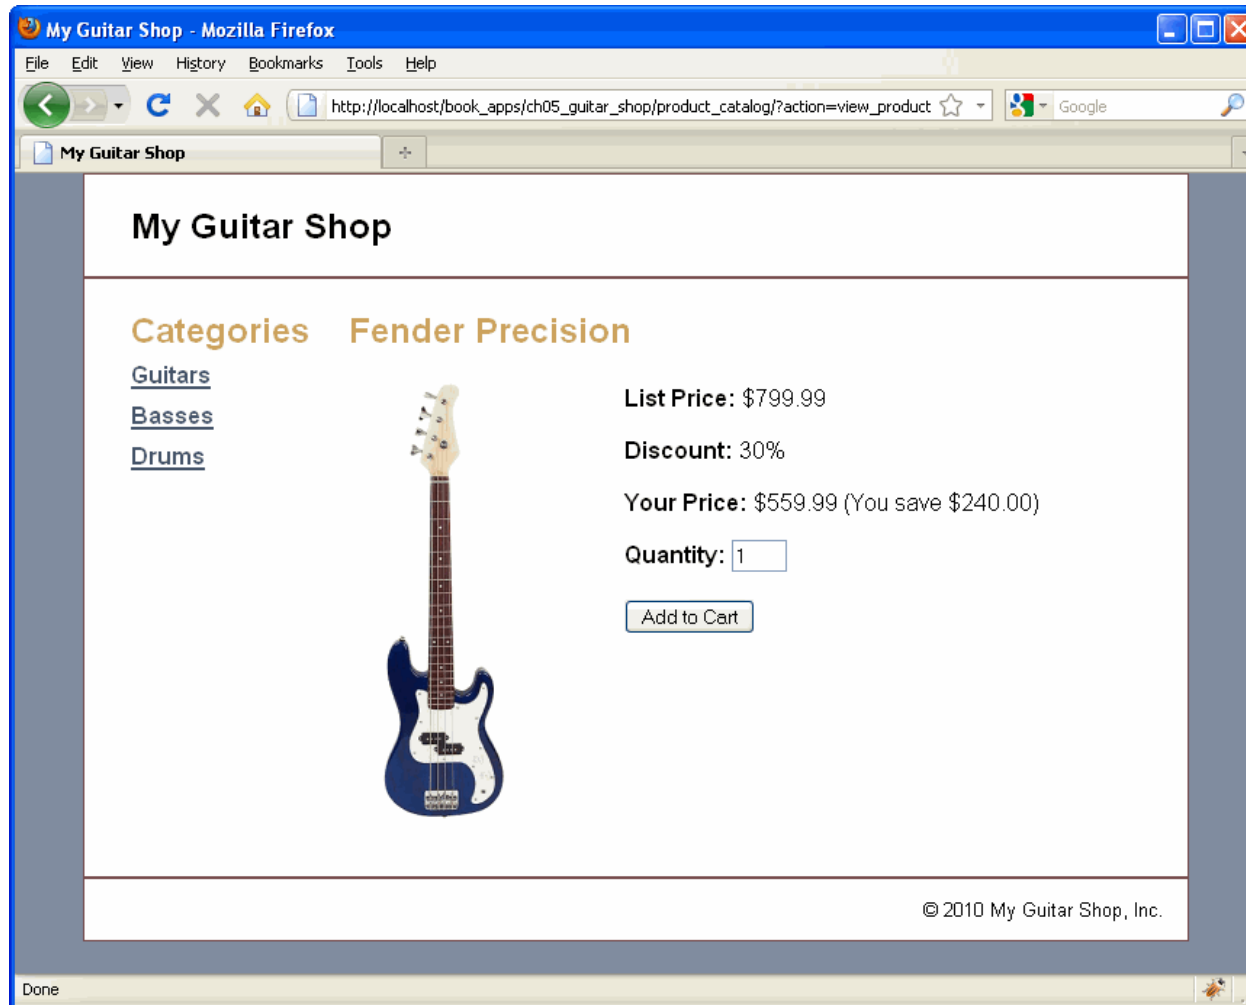 My Guitar Shop - Mozilla Firefox
File Edit View History Bookmarks Tools Help
http://localhost/book_apps/ch05_guitar_shop/product_catalog/?action=view_product
Google
My Guitar Shop
My Guitar Shop
Categories
Guitars
Basses
Drums
Fender Precision
List Price: $799.99
Discount: 30%
Your Price: $559.99 (You save $240.00)
Quantity: 1
Add to Cart
© 2010 My Guitar Shop, Inc.
Done